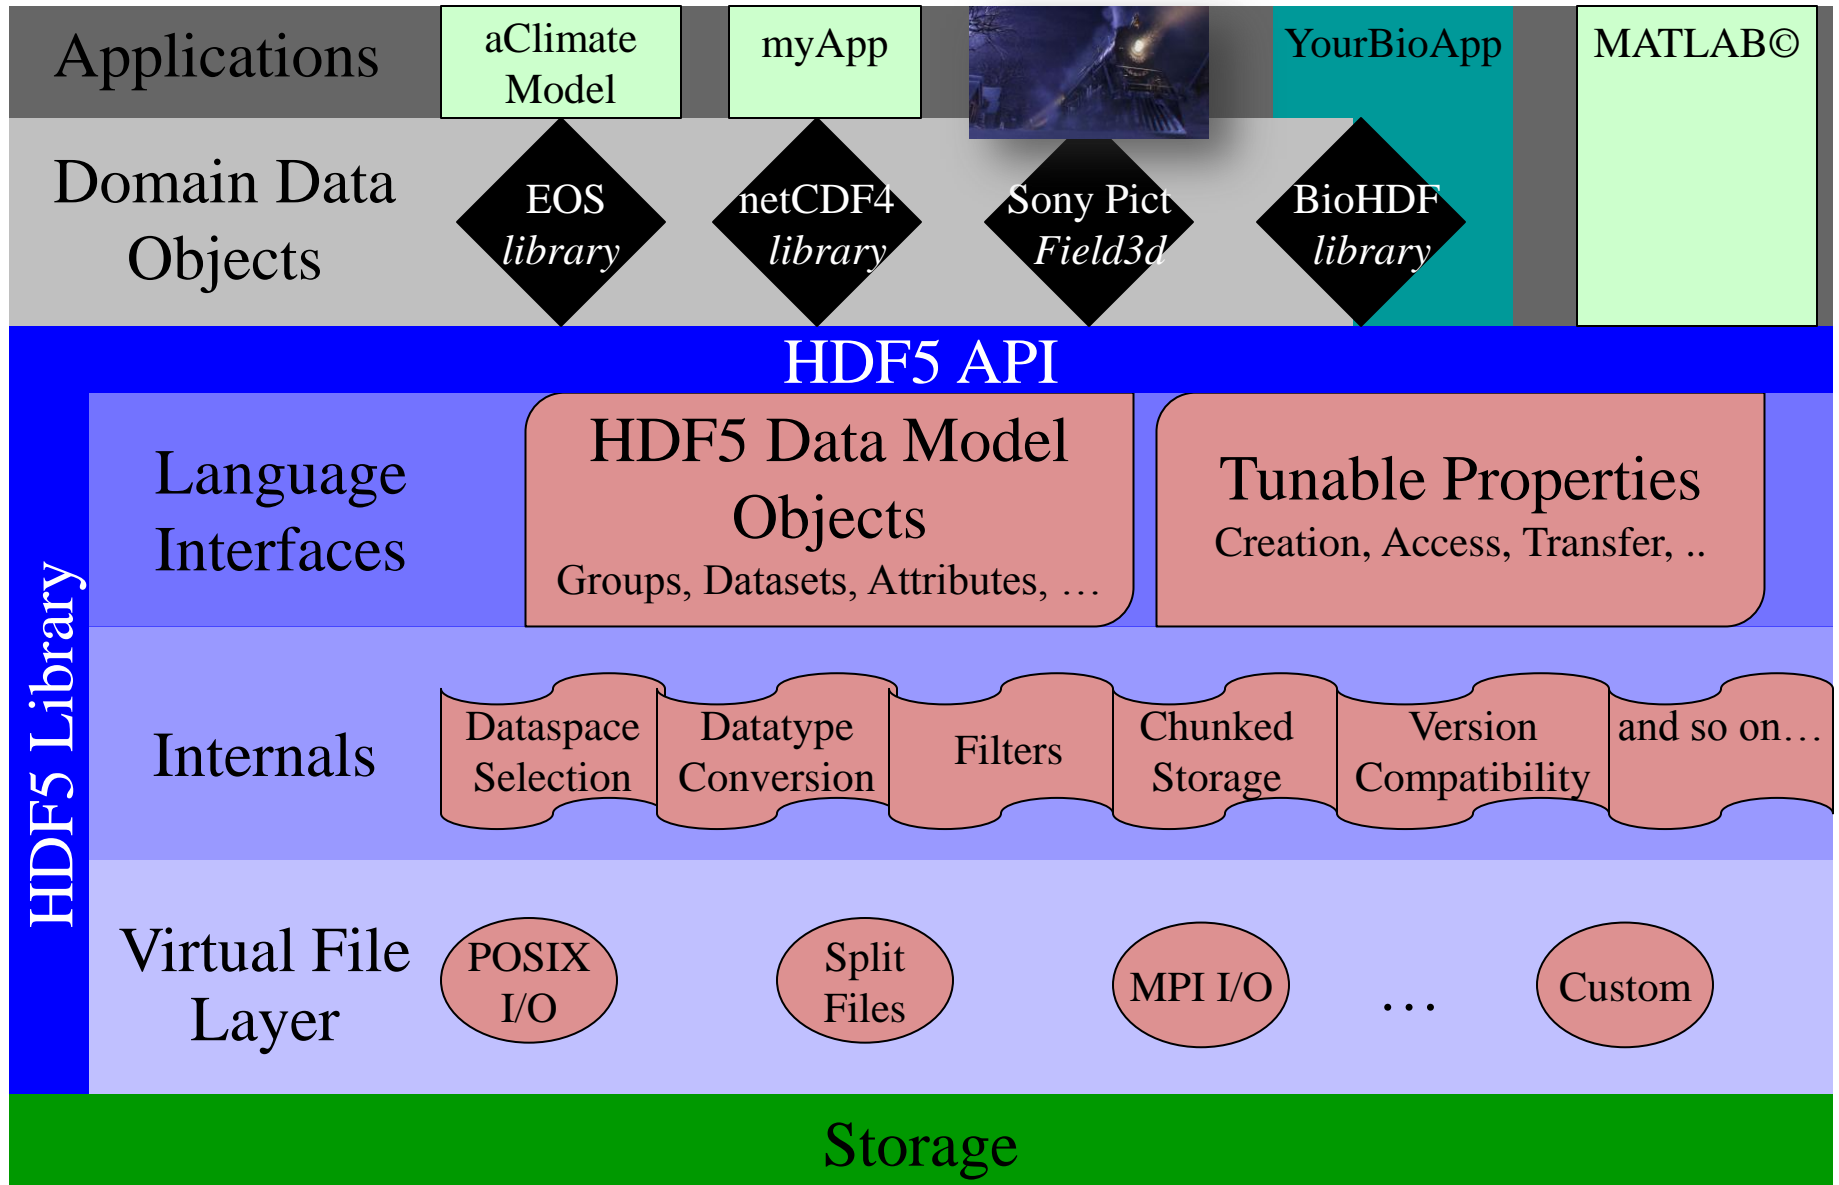 Applications
aClimate
Model
myApp
YourBioApp
MATLAB©
Domain Data
Objects
EOS
library
netCDF4
library
Sony Pict
Field3d
BioHDF
library
HDF5 API
HDF5 Library
Language
Interfaces
HDF5 Data Model
Objects
Groups, Datasets, Attributes, …
Tunable Properties
Creation, Access, Transfer, ..
Internals
Dataspace
Selection
Datatype
Conversion
Filters
Chunked
Storage
Version
Compatibility
and so on…
Virtual File
Layer
POSIX
I/O
Split
Files
MPI I/O
…
Custom
Storage